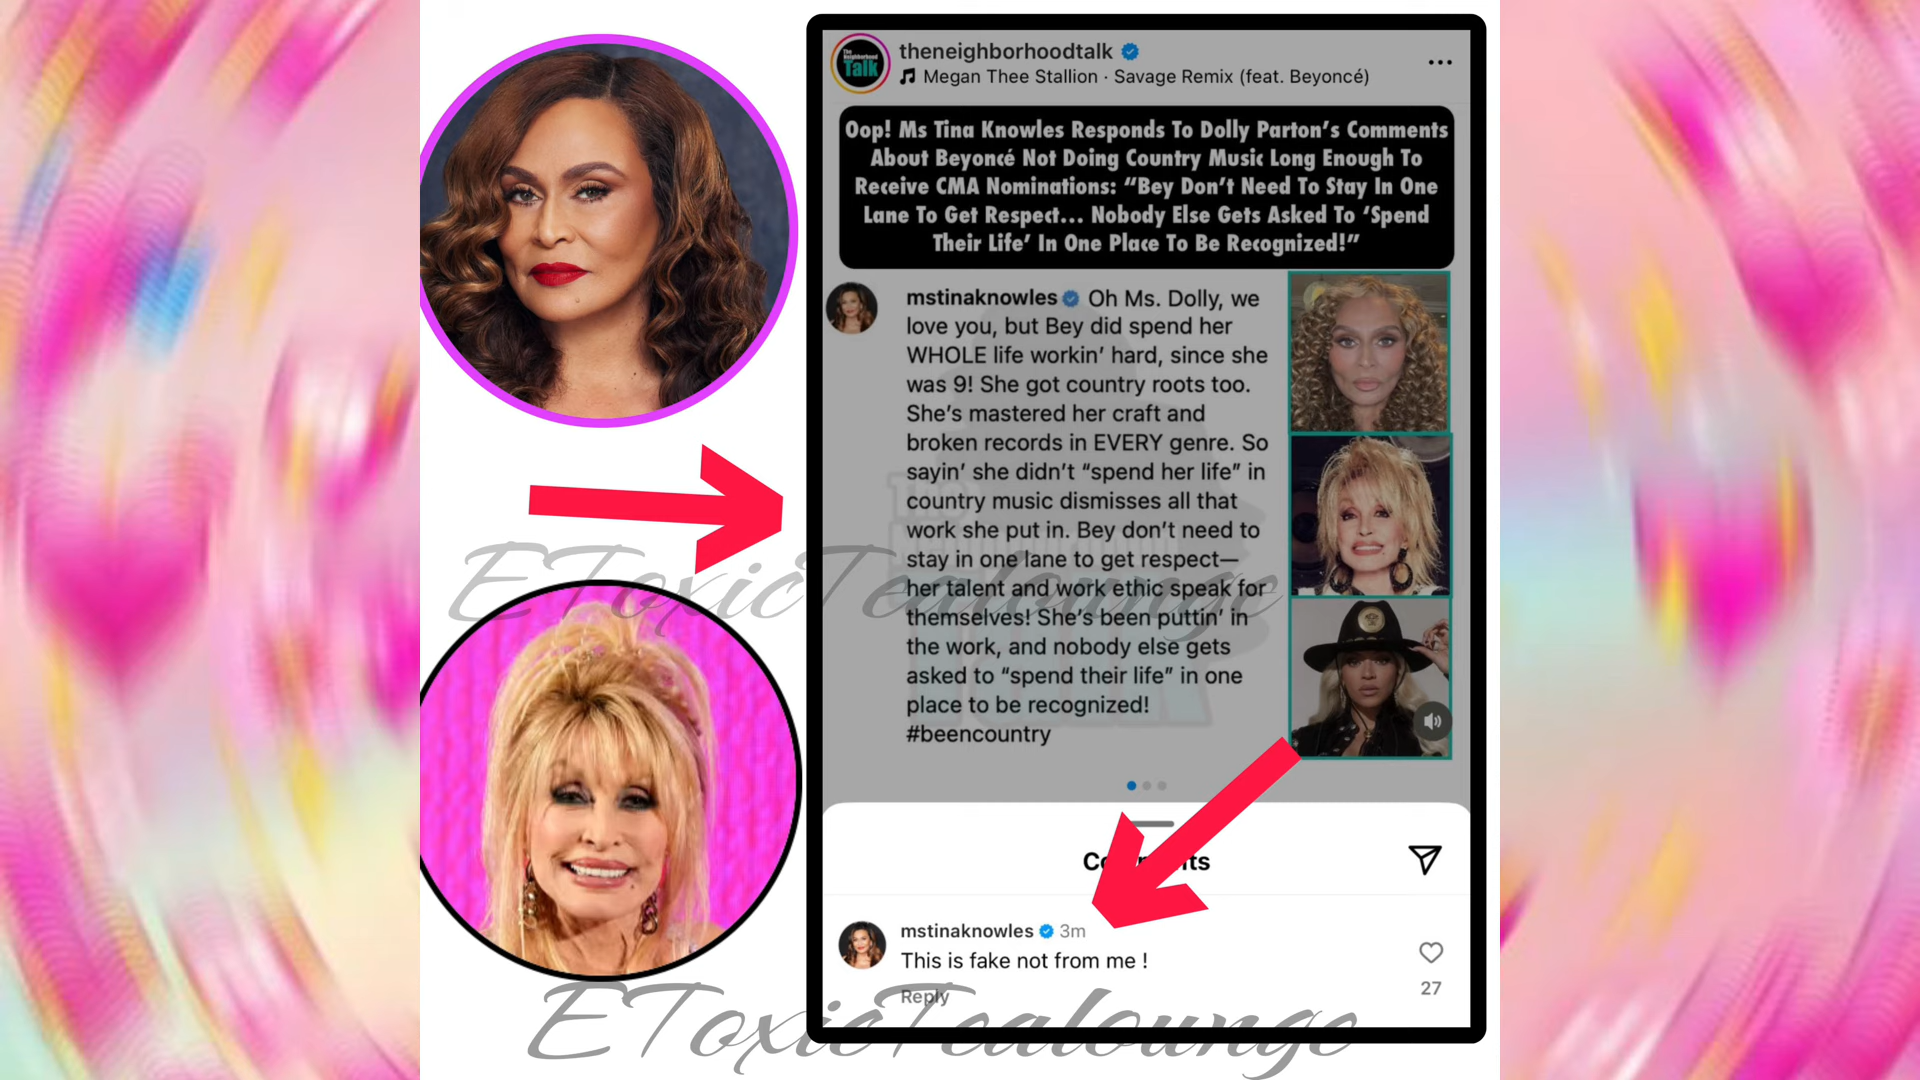 The
Neighborhood
Talk
theneighborhoodtalk
Megan Thee Stallion · Savage Remix (feat. Beyoncé)
Oop! Ms Tina Knowles Responds To Dolly Parton's Comments
About Beyoncé Not Doing Country Music Long Enough To
Receive CMA Nominations: “Bey Don't Need To Stay In One
Lane To Get Respect... Nobody Else Gets Asked To ‘Spend
Their Life’ In One Place To Be Recognized!”
mstinaknowles Oh Ms. Dolly, we
love you, but Bey did spend her
WHOLE life workin’ hard, since she
was 9! She got country roots too.
She’s mastered her craft and
broken records in EVERY genre. So
sayin’ she didn’t “spend her life” in
country music dismisses all that
work she put in. Bey don’t need to
stay in one lane to get respect—
her talent and work ethic speak for
themselves! She’s been puttin’ in
the work, and nobody else gets
asked to “spend their life” in one
place to be recognized!
#beencountry
EToxicTealounge
Comments
mstinaknowles 3m
This is fake not from me !
Reply
27
EToxicTealounge